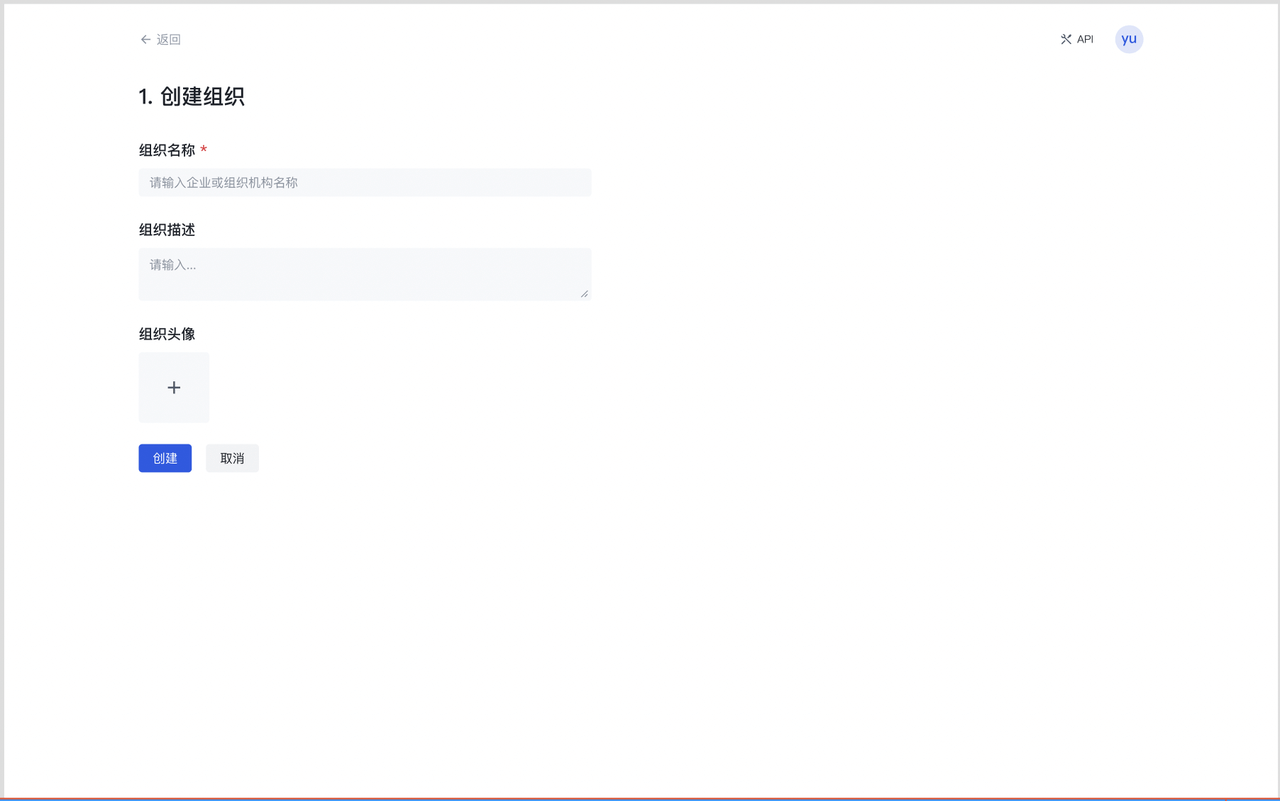 返回
API
yu
1. 创建组织
组织名称 *
请输入企业或组织机构名称
组织描述
请输入...
组织头像
创建
取消